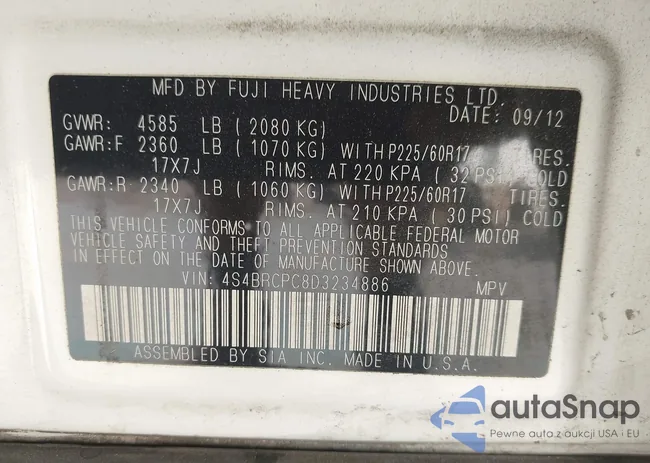 MFD BY FUJI HEAVY INDUSTRIES LTD.
DATE: 09/12
GVWR: 4585 LB ( 2080 KG)
GAWR:F 2360 LB ( 1070 KG) WITH P225/60R17 TIRES.
17X7J RIMS. AT 220 KPA ( 32 PSI) COLD
GAWR:R 2340 LB ( 1060 KG) WITH P225/60R17 TIRES.
17X7J RIMS. AT 210 KPA ( 30 PSI) COLD
THIS VEHICLE CONFORMS TO ALL APPLICABLE FEDERAL MOTOR
VEHICLE SAFETY AND THEFT PREVENTION STANDARDS
IN EFFECT ON THE DATE OF MANUFACTURE SHOWN ABOVE.
VIN: 4S4BRCPC8D3234886 MPV
ASSEMBLED BY SIA INC. MADE IN U.S.A.
autaSnap
Pewne auta z aukcji USA i EU